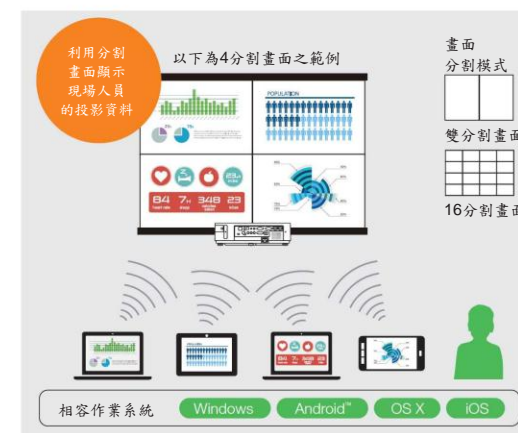 利用分割
畫面顯示
現場人員
的投影資料
以下為4分割畫面之範例
畫面
分割模式
雙分割畫面
16分割畫面
POPULATION
84
7
348
23
相容作業系統
Windows
Android™
OS X
iOS